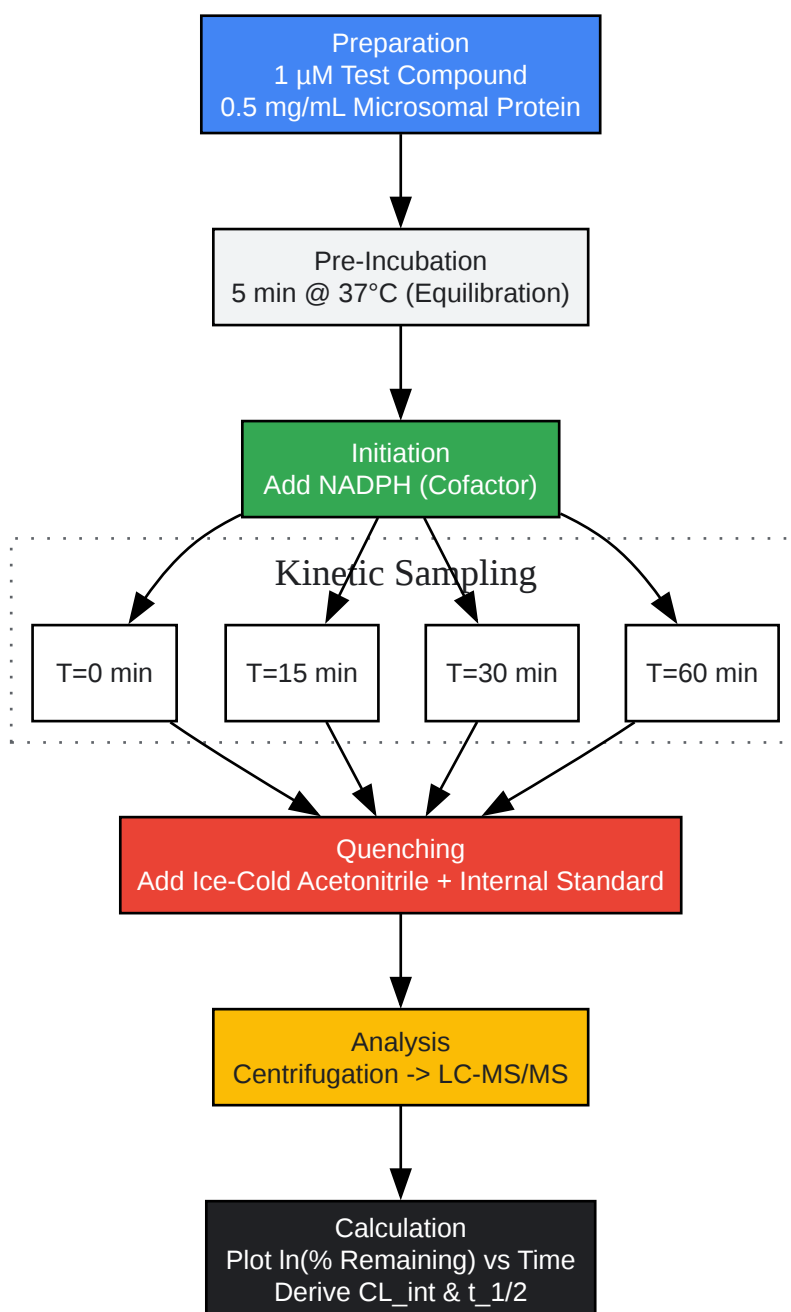 Preparation
1 µM Test Compound
0.5 mg/mL Microsomal Protein
Pre-Incubation
5 min @ 37°C (Equilibration)
Initiation
Add NADPH (Cofactor)
Kinetic Sampling
T=0 min
T=15 min
T=30 min
T=60 min
Quenching
Add Ice-Cold Acetonitrile + Internal Standard
Analysis
Centrifugation -> LC-MS/MS
Calculation
Plot ln(% Remaining) vs Time
Derive CL_int & t_1/2